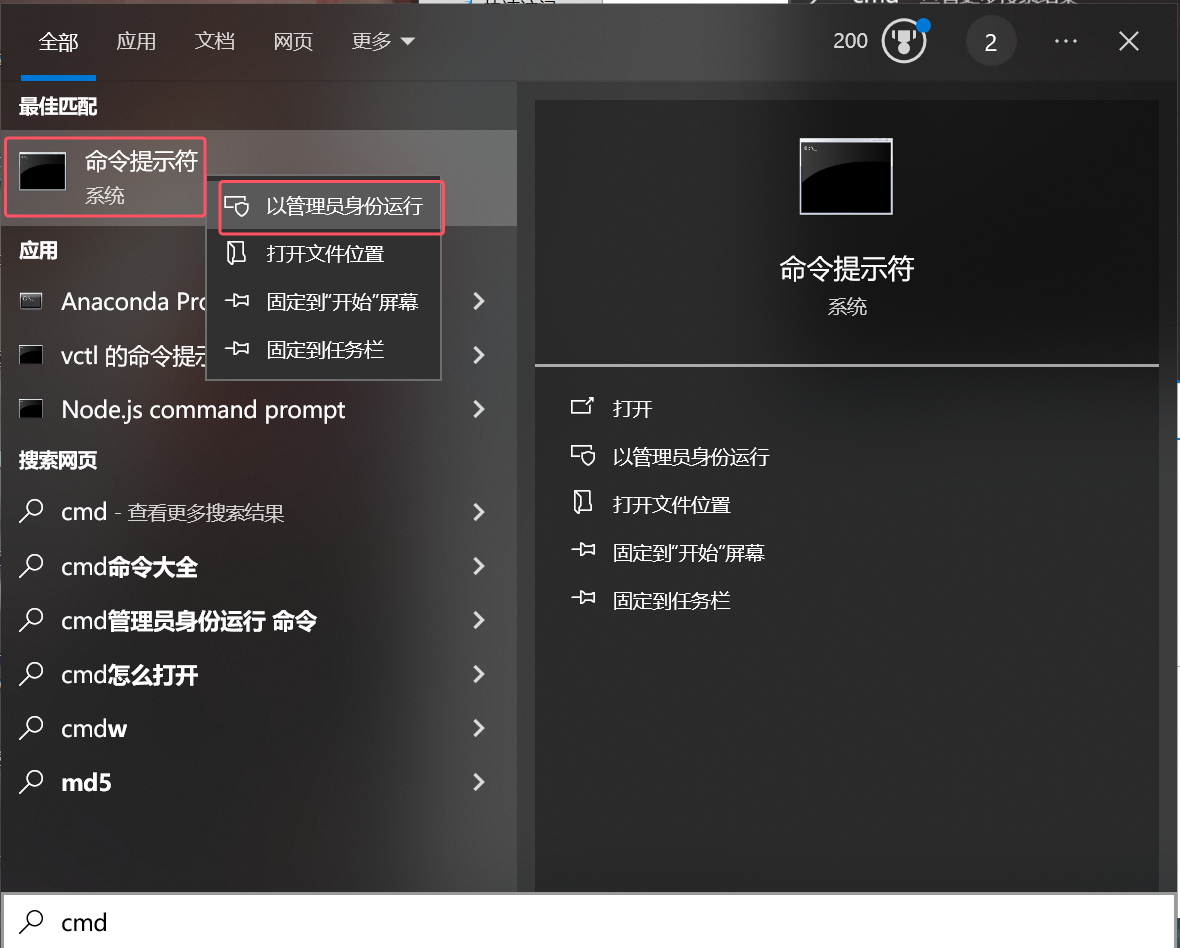 全部 应用 文档 网页 更多 200 2
最佳匹配
命令提示符
系统
以管理员身份运行
打开文件位置
固定到“开始”屏幕
固定到任务栏
应用
Anaconda
vctl 的命令提示
Node.js command prompt
搜索网页
cmd - 查看更多搜索结果
cmd命令大全
cmd管理员身份运行 命令
cmd怎么打开
cmdw
md5
命令提示符
系统
打开
以管理员身份运行
打开文件位置
固定到“开始”屏幕
固定到任务栏
cmd